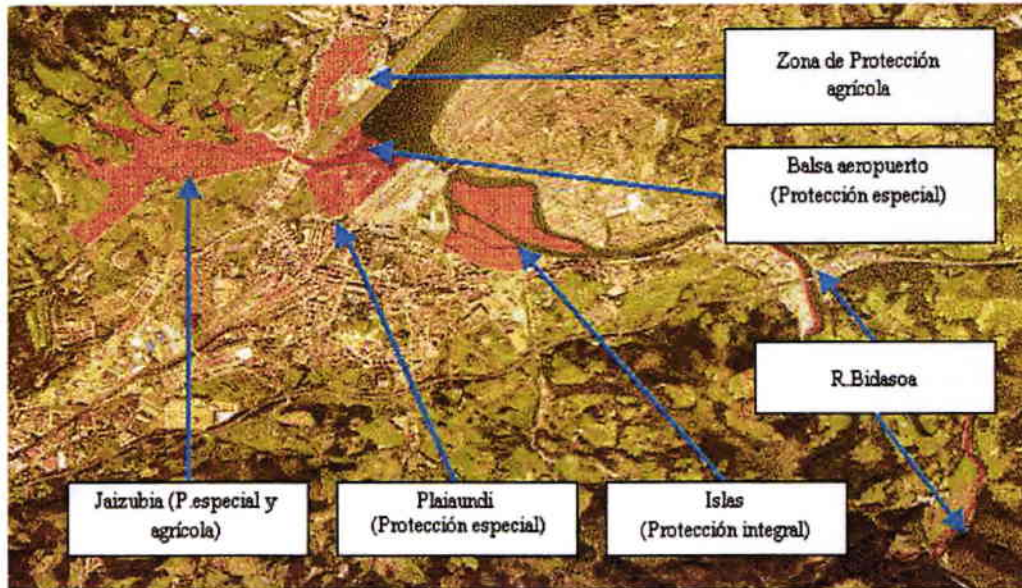 Zona de Protección
agrícola
Balsa aeropuerto
(Protección especial)
R.Bidasoa
Jaizubia (P.especial y
agrícola)
Plaiaundi
(Protección especial)
Islas
(Protección integral)